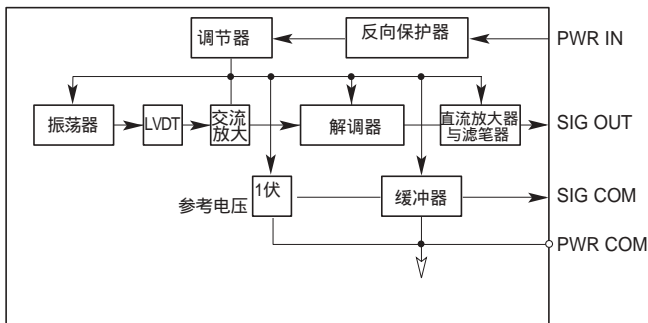 调节器
反向保护器
PWR IN
振荡器
LVDT
交流
放大
解调器
直流放大器
与滤笔器
SIG OUT
参考电压
1伏
缓冲器
SIG COM
PWR COM